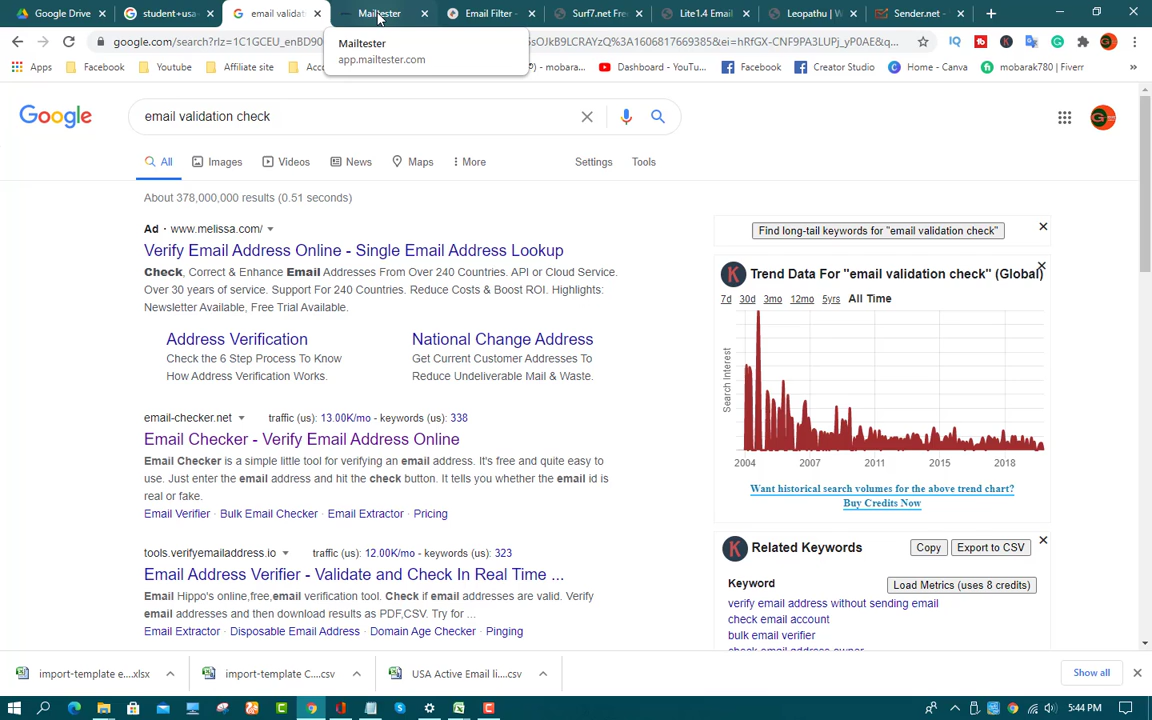 Google Drive
student+usa
email validat
Mailtester
Email Filter -
Surf7.net Fre
Lite1.4 Email
Leopathu | W
Sender.net -
google.com/search?rlz=1C1GCEU_enBD90
sOJkB9LCRAYzQ%3A1606817669385&ei=hRfGX-CNF9PA3LUPj_yP0AE&q...
Mailtester
app.mailtester.com
Apps
Facebook
Youtube
Affiliate site
Acc
) - mobara...
Dashboard - YouTu...
Facebook
Creator Studio
Home - Canva
mobarak780 | Fiverr
Google
email validation check
All
Images
Videos
News
Maps
More
Settings
Tools
About 378,000,000 results (0.51 seconds)
Ad · www.melissa.com/
Verify Email Address Online - Single Email Address Lookup
Check, Correct & Enhance Email Addresses From Over 240 Countries. API or Cloud Service.
Over 30 years of service. Support For 240 Countries. Reduce Costs & Boost ROI. Highlights:
Newsletter Available, Free Trial Available.
Address Verification
Check the 6 Step Process To Know
How Address Verification Works.
National Change Address
Get Current Customer Addresses To
Reduce Undeliverable Mail & Waste.
email-checker.net
traffic (us): 13.00K/mo - keywords (us): 338
Email Checker - Verify Email Address Online
Email Checker is a simple little tool for verifying an email address. It's free and quite easy to
use. Just enter the email address and hit the check button. It tells you whether the email id is
real or fake.
Email Verifier · Bulk Email Checker · Email Extractor · Pricing
tools.verifyemailaddress.io
traffic (us): 12.00K/mo - keywords (us): 323
Email Address Verifier - Validate and Check In Real Time ...
Email Hippo's online,free,email verification tool. Check if email addresses are valid. Verify
email addresses and then download results as PDF,CSV. Try for ...
Email Extractor · Disposable Email Address · Domain Age Checker · Pinging
Find long-tail keywords for "email validation check"
K
Trend Data For "email validation check" (Global)
7d 30d 3mo 12mo 5yrs All Time
Search Interest
2004 2007 2011 2015 2018
Want historical search volumes for the above trend chart?
Buy Credits Now
K
Related Keywords
Copy
Export to CSV
Keyword
Load Metrics (uses 8 credits)
verify email address without sending email
check email account
bulk email verifier
check email address owner
import-template e....xlsx
import-template C....csv
USA Active Email li....csv
Show all
5:44 PM